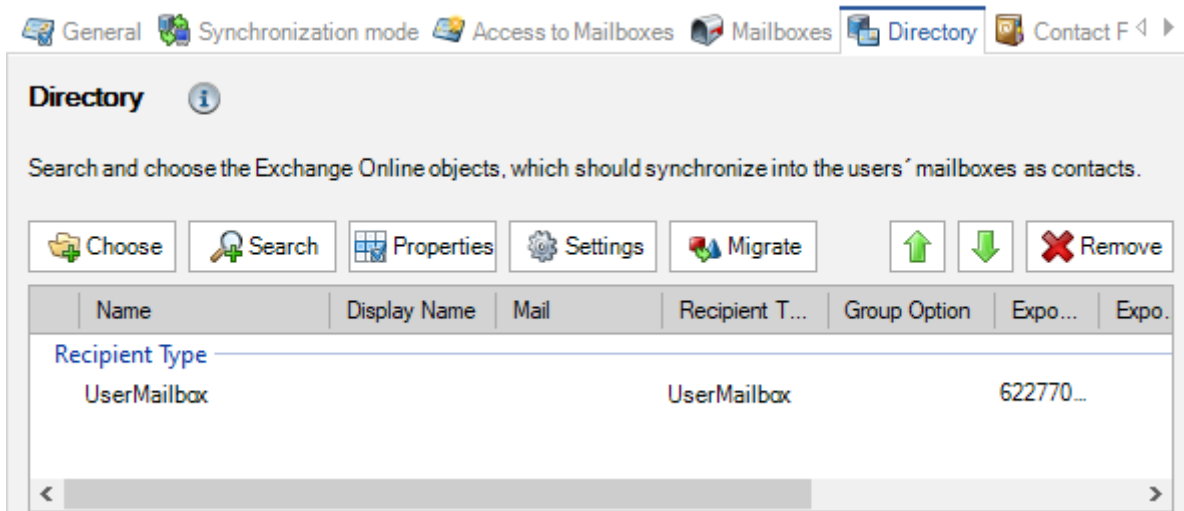 General Synchronization mode Access to Mailboxes Mailboxes Directory Contact F
Directory
Search and choose the Exchange Online objects, which should synchronize into the users´ mailboxes as contacts.
Choose Search Properties Settings Migrate Remove
Name Display Name Mail Recipient T... Group Option Expo... Expo.
Recipient Type
UserMailbox UserMailbox 622770...